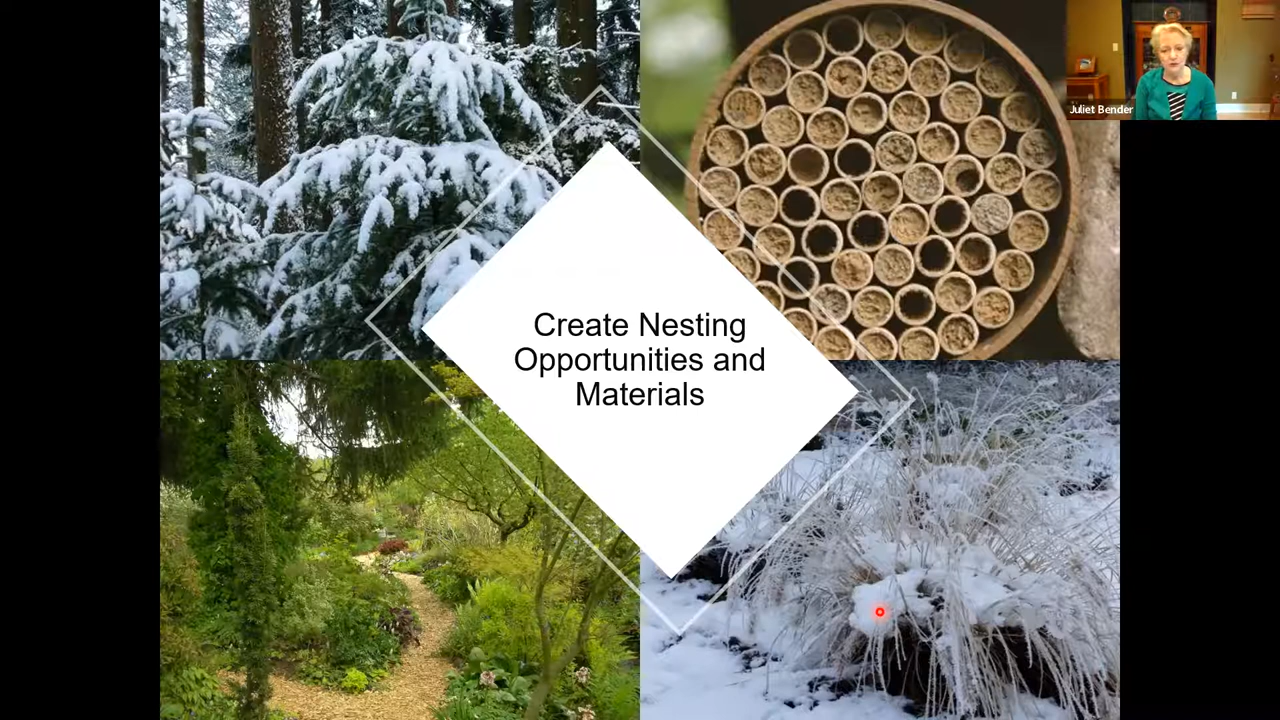 Juliet Bender
Create Nesting
Opportunities and
Materials